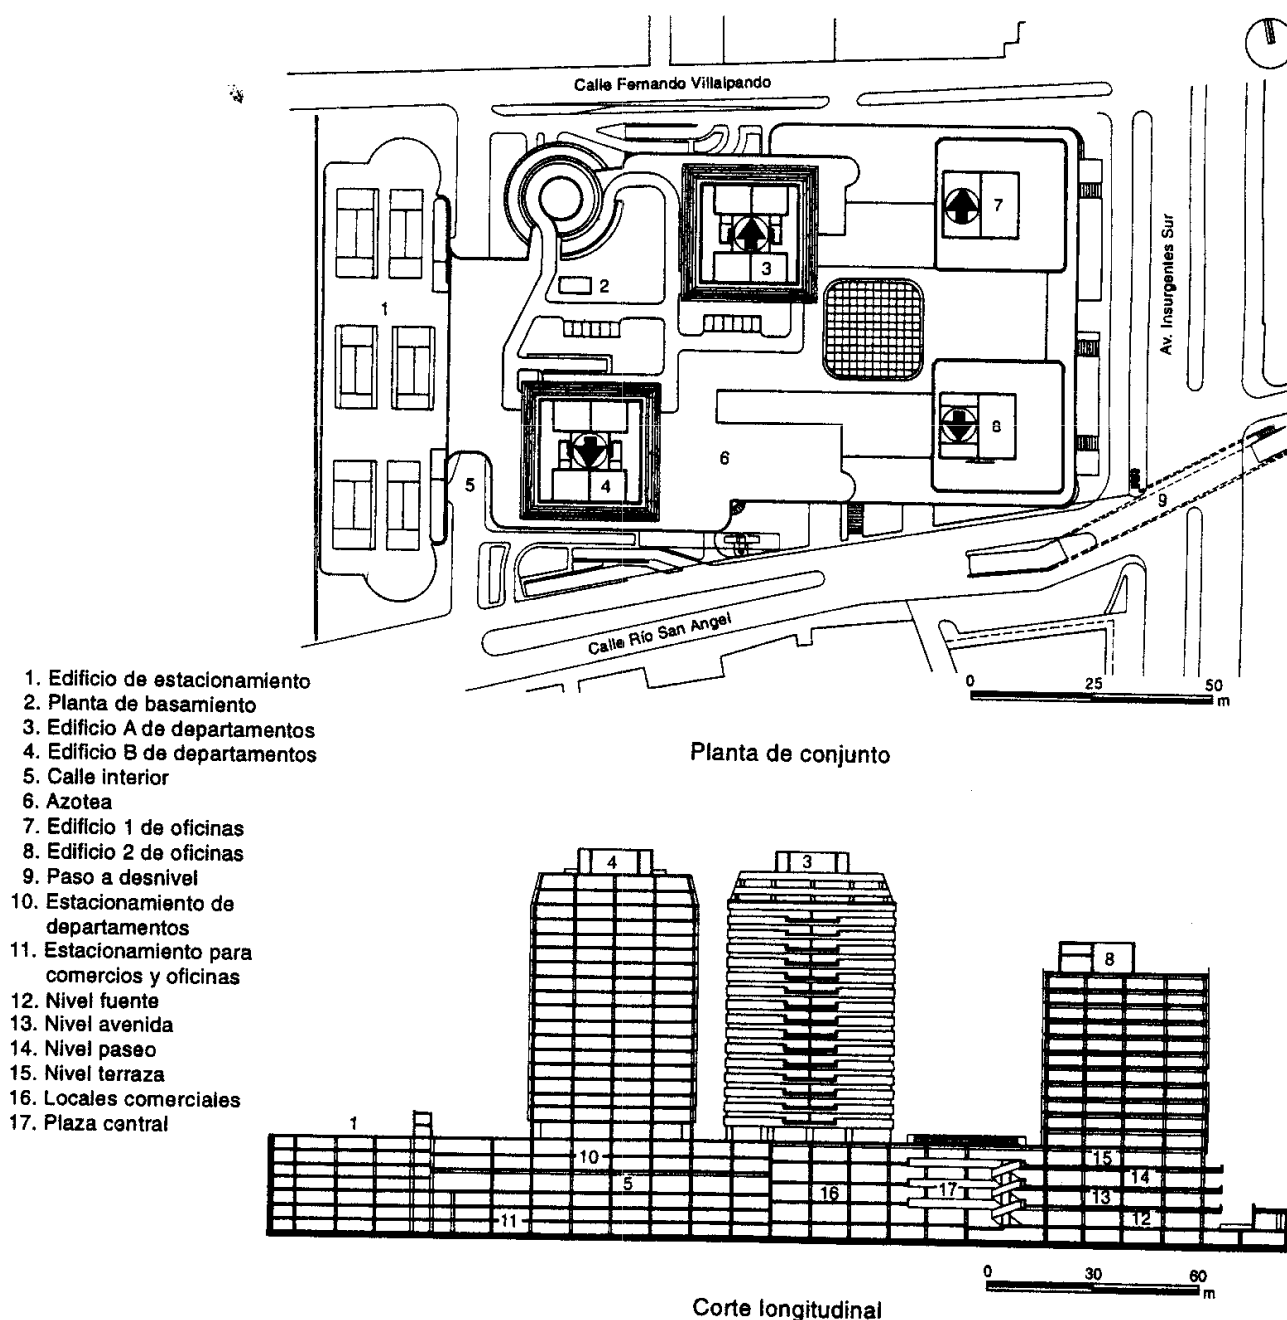 Calle Fernando Villalpando
7
1
2
3
Av. Insurgentes Sur
8
6
4
5
9
Calle Río San Angel
0 25 50
m
1. Edificio de estacionamiento
2. Planta de basamiento
3. Edificio A de departamentos
4. Edificio B de departamentos
5. Calle interior
6. Azotea
7. Edificio 1 de oficinas
8. Edificio 2 de oficinas
9. Paso a desnivel
10. Estacionamiento de
departamentos
11. Estacionamiento para
comercios y oficinas
12. Nivel fuente
13. Nivel avenida
14. Nivel paseo
15. Nivel terraza
16. Locales comerciales
17. Plaza central
Planta de conjunto
4
3
8
1
10
15
14
5
16
17
13
11
12
0 30 60
m
Corte longitudinal